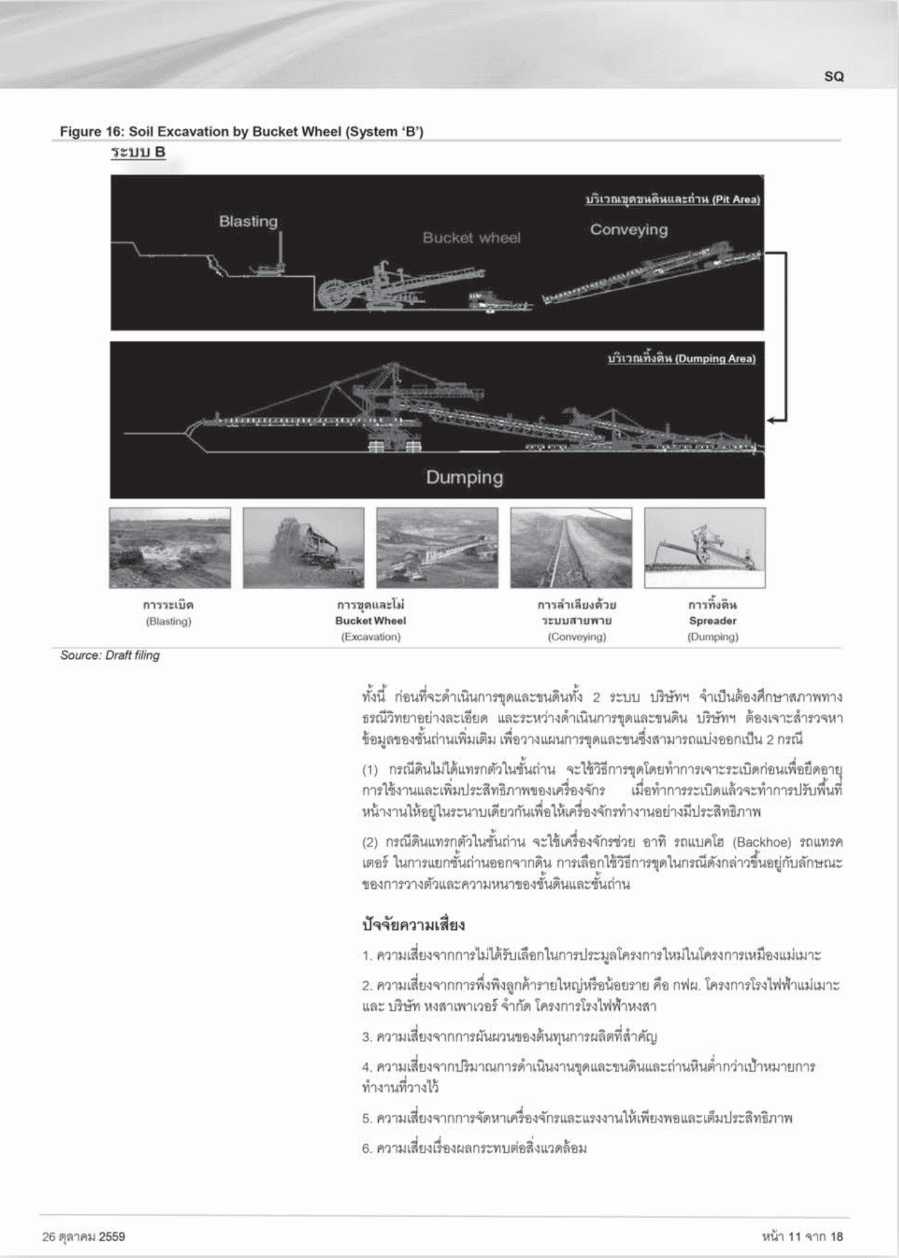 SQ
Figure 16: Soil Excavation by Bucket Wheel (System ‘B’)
ระบบ B
บริเวณขุดขนดินและถ่าน (Pit Area)
Blasting
Bucket wheel
Conveying
บริเวณทิ้งดิน (Dumping Area)
Dumping
การระเบิด
(Blasting)
การขุดและโม่
Bucket Wheel
(Excavation)
การลำเลียงด้วย
ระบบสายพาย
(Conveying)
การทิ้งดิน
Spreader
(Dumping)
Source: Draft filing
ทั้งนี้ ก่อนที่จะดำเนินการขุดและขนดินทั้ง 2 ระบบ บริษัทฯ จำเป็นต้องศึกษาสภาพทาง
ธรณีวิทยาอย่างละเอียด และระหว่างดำเนินการขุดและขนดิน บริษัทฯ ต้องเจาะสำรวจหา
ข้อมูลของชั้นถ่านเพิ่มเติม เพื่อวางแผนการขุดและขนซึ่งสามารถแบ่งออกเป็น 2 กรณี
(1) กรณีดินไม่ได้แทรกตัวในชั้นถ่าน จะใช้วิธีการขุดโดยทำการเจาะระเบิดก่อนเพื่อยืดอายุ
การใช้งานและเพิ่มประสิทธิภาพของเครื่องจักร เมื่อทำการระเบิดแล้วจะทำการปรับพื้นที่
หน้างานให้อยู่ในระนาบเดียวกันเพื่อให้เครื่องจักรทำงานอย่างมีประสิทธิภาพ
(2) กรณีดินแทรกตัวในชั้นถ่าน จะใช้เครื่องจักรช่วย อาทิ รถแบคโฮ (Backhoe) รถแทรค
เตอร์ ในการแยกชั้นถ่านออกจากดิน การเลือกใช้วิธีการขุดในกรณีดังกล่าวขึ้นอยู่กับลักษณะ
ของการวางตัวและความหนาของชั้นดินและชั้นถ่าน
ปัจจัยความเสี่ยง
1. ความเสี่ยงจากการไม่ได้รับเลือกในการประมูลโครงการใหม่ในโครงการเหมืองแม่เมาะ
2. ความเสี่ยงจากการพึ่งพิงลูกค้ารายใหญ่หรือน้อยราย คือ กฟผ. โครงการโรงไฟฟ้าแม่เมาะ
และ บริษัท หงสาเพาเวอร์ จำกัด โครงการโรงไฟฟ้าหงสา
3. ความเสี่ยงจากการผันผวนของต้นทุนการผลิตที่สำคัญ
4. ความเสี่ยงจากปริมาณการดำเนินงานขุดและขนดินและถ่านหินต่ำกว่าเป้าหมายการ
ทำงานที่วางไว้
5. ความเสี่ยงจากการจัดหาเครื่องจักรและแรงงานให้เพียงพอและเต็มประสิทธิภาพ
6. ความเสี่ยงเรื่องผลกระทบต่อสิ่งแวดล้อม
26 ตุลาคม 2559
หน้า 11 จาก 18